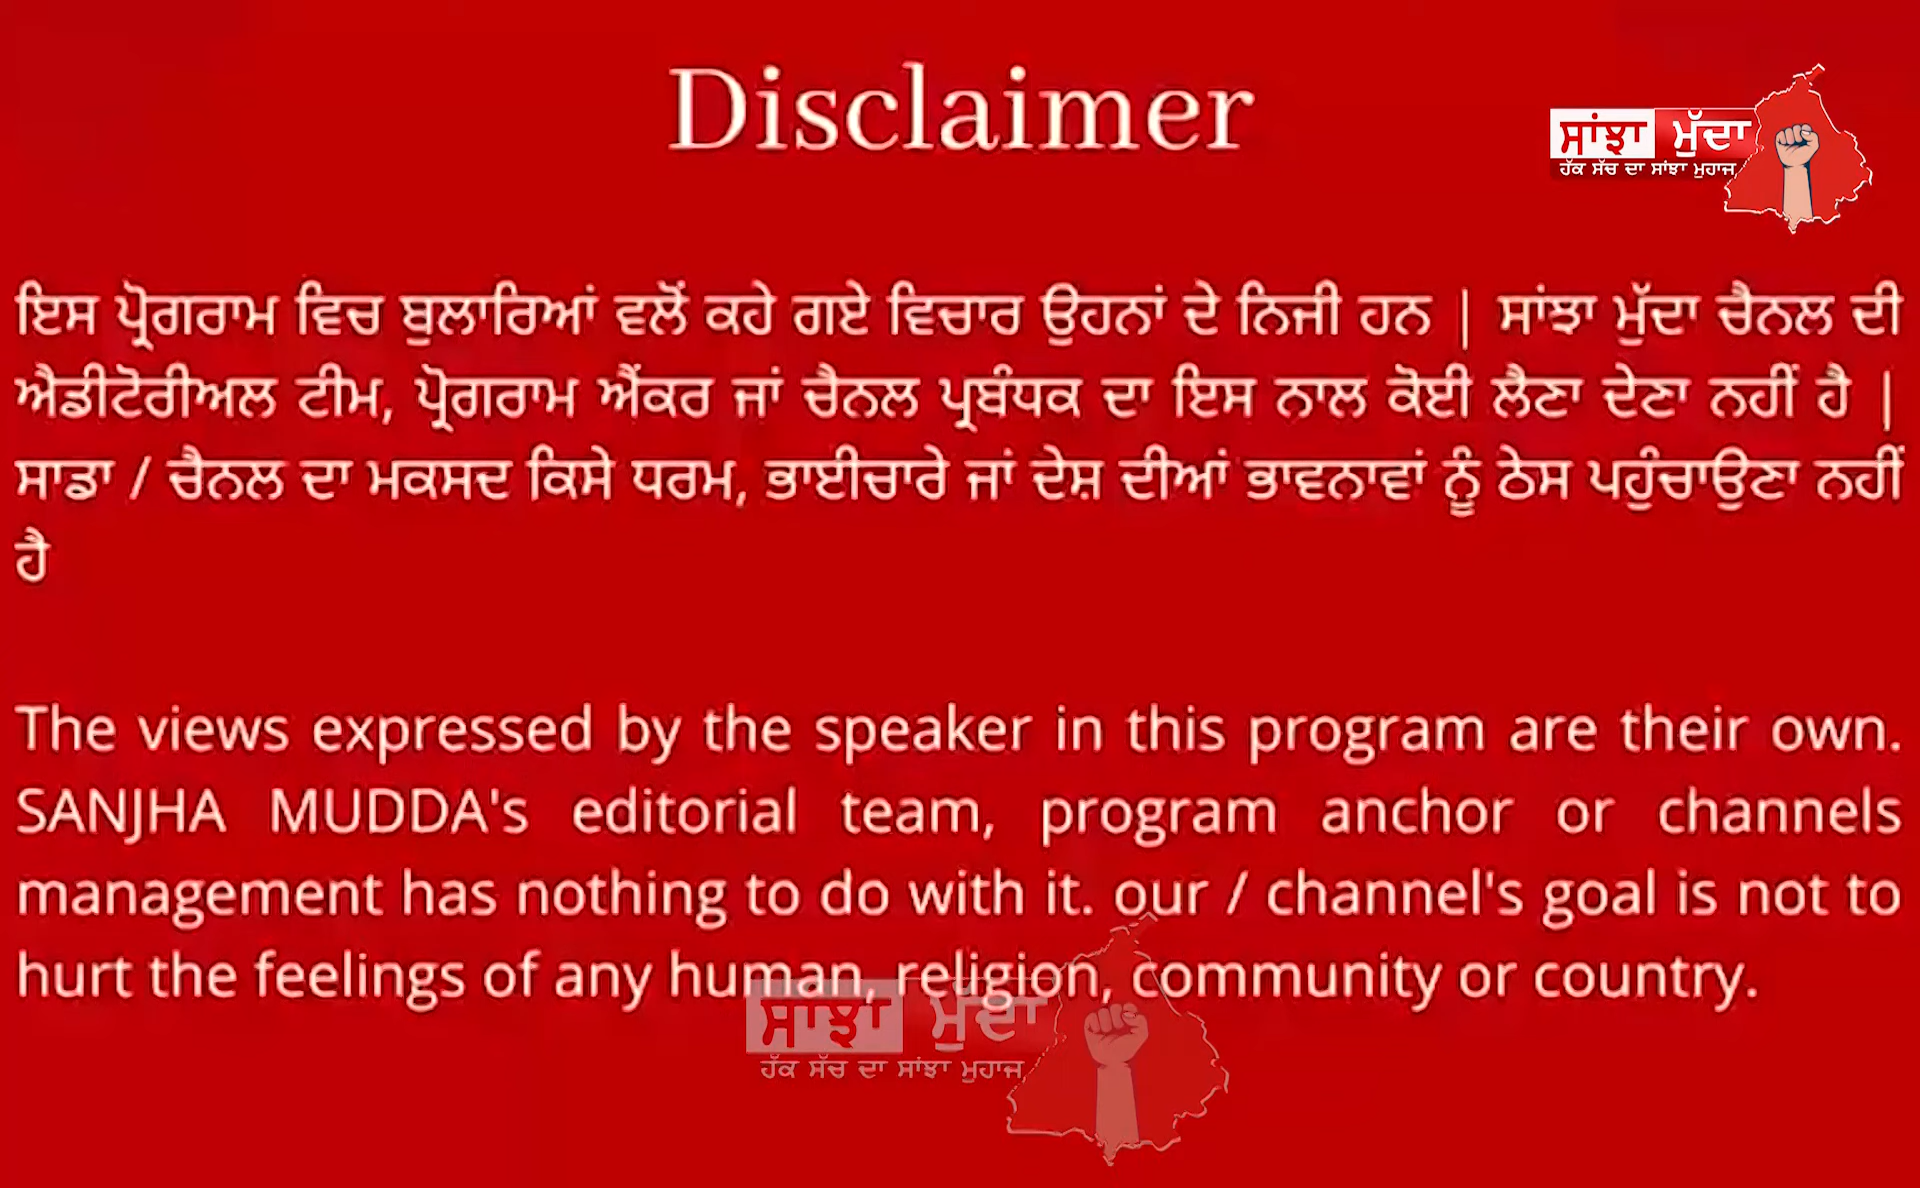 Disclaimer
ਸਾਂਝਾ ਮੁੱਦਾ
ਹੱਕ ਸੱਚ ਦਾ ਸਾਂਝਾ ਮੁਹਾਜ
ਇਸ ਪ੍ਰੋਗਰਾਮ ਵਿਚ ਬੁਲਾਰਿਆਂ ਵਲੋਂ ਕਹੇ ਗਏ ਵਿਚਾਰ ਉਹਨਾਂ ਦੇ ਨਿਜੀ ਹਨ | ਸਾਂਝਾ ਮੁੱਦਾ ਚੈਨਲ ਦੀ
ਐਡੀਟੋਰੀਅਲ ਟੀਮ, ਪ੍ਰੋਗਰਾਮ ਐਂਕਰ ਜਾਂ ਚੈਨਲ ਪ੍ਰਬੰਧਕ ਦਾ ਇਸ ਨਾਲ ਕੋਈ ਲੈਣਾ ਦੇਣਾ ਨਹੀਂ ਹੈ |
ਸਾਡਾ / ਚੈਨਲ ਦਾ ਮਕਸਦ ਕਿਸੇ ਧਰਮ, ਭਾਈਚਾਰੇ ਜਾਂ ਦੇਸ਼ ਦੀਆਂ ਭਾਵਨਾਵਾਂ ਨੂੰ ਠੇਸ ਪਹੁੰਚਾਉਣਾ ਨਹੀਂ
ਹੈ
The views expressed by the speaker in this program are their own.
SANJHA MUDDA's editorial team, program anchor or channels
management has nothing to do with it. our / channel's goal is not to
hurt the feelings of any human, religion, community or country.
ਸਾਂਝਾ ਮੁੱਦਾ
ਹੱਕ ਸੱਚ ਦਾ ਸਾਂਝਾ ਮੁਹਾਜ